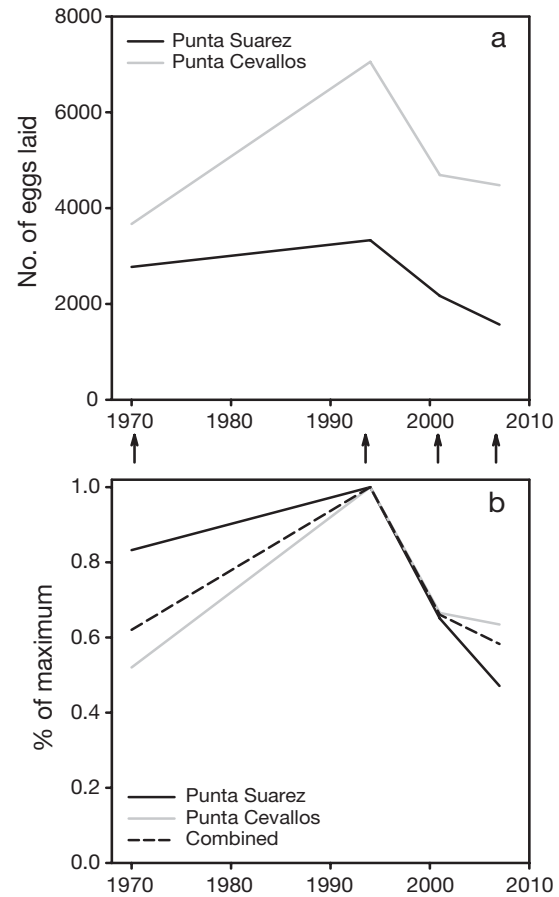 8000
a
Punta Suarez
Punta Cevallos
6000
No. of eggs laid
4000
2000
0
1970 1980 1990 2000 2010
1.0
b
0.8
% of maximum
0.6
0.4
0.2
Punta Suarez
Punta Cevallos
Combined
0.0
1970 1980 1990 2000 2010